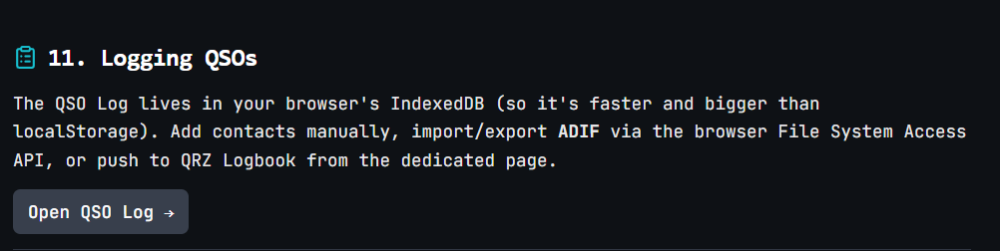 11. Logging QSOs
The QSO Log lives in your browser's IndexedDB (so it's faster and bigger than
localStorage). Add contacts manually, import/export ADIF via the browser File System Access
API, or push to QRZ Logbook from the dedicated page.
Open QSO Log →